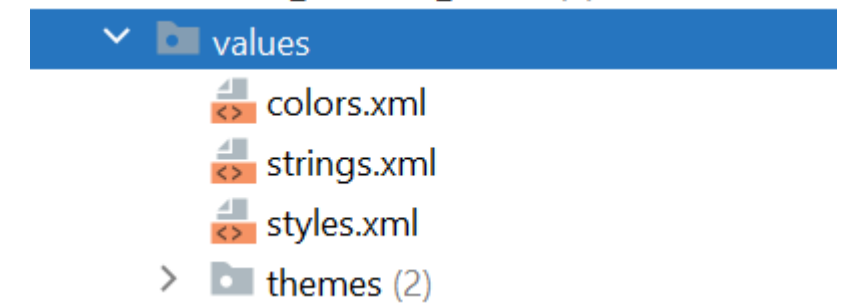 values
colors.xml
strings.xml
styles.xml
themes (2)